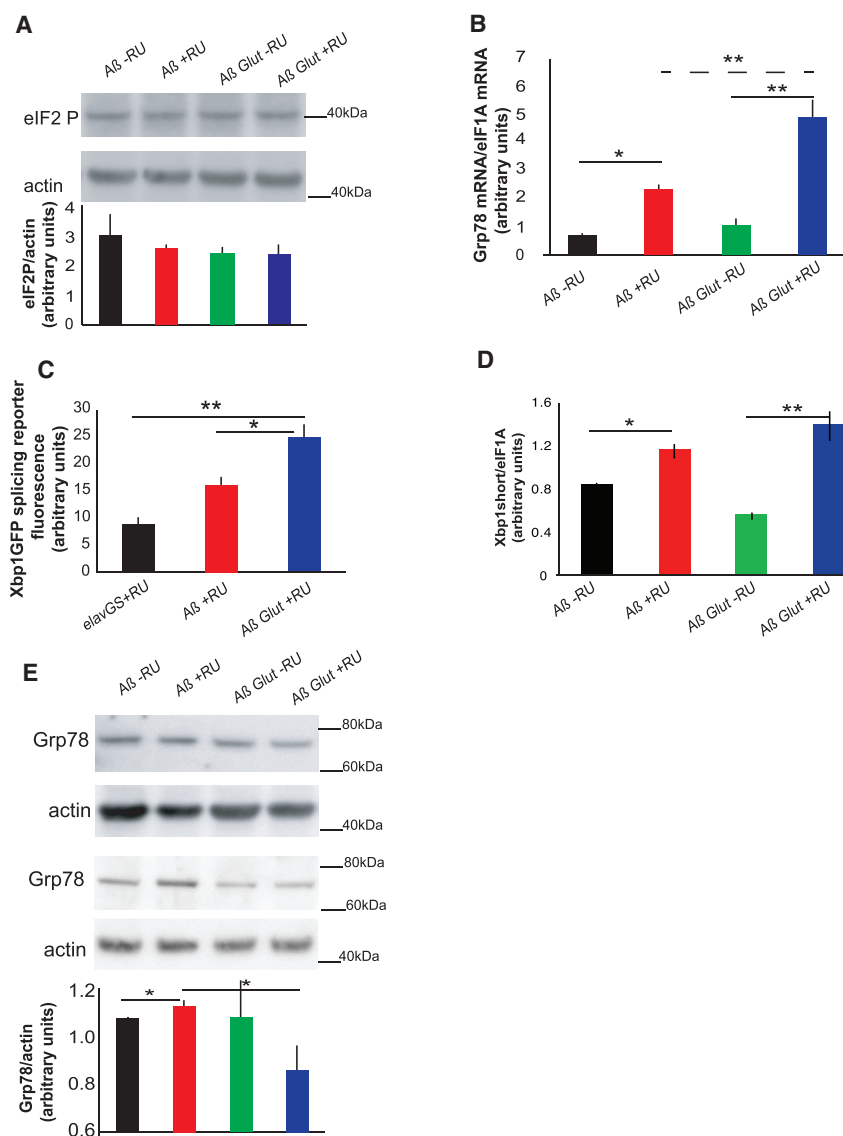 A
Aß -RU
Aß +RU
Aß Glut -RU
Aß Glut +RU
eIF2 P
40kDa
actin
40kDa
eIF2P/actin
(arbitrary units)
4
3
2
1
0
B
Grp78 mRNA/eIF1A mRNA
(arbitrary units)
7
6
5
4
3
2
1
0
*
**
**
Aß -RU
Aß +RU
Aß Glut -RU
Aß Glut +RU
C
Xbp1GFP splicing reporter
fluorescence
(arbitrary units)
30
25
20
15
10
5
0
**
*
elavGS+RU
Aß +RU
Aß Glut +RU
D
Xbp1short/eIF1A
(arbitrary units)
1.6
1.2
0.8
0.4
0
*
**
Aß -RU
Aß +RU
Aß Glut -RU
Aß Glut +RU
E
Aß -RU
Aß +RU
Aß Glut -RU
Aß Glut +RU
Grp78
80kDa
60kDa
actin
40kDa
Grp78
80kDa
60kDa
actin
40kDa
Grp78/actin
(arbitrary units)
1.2
1.0
0.8
0.6
*
*